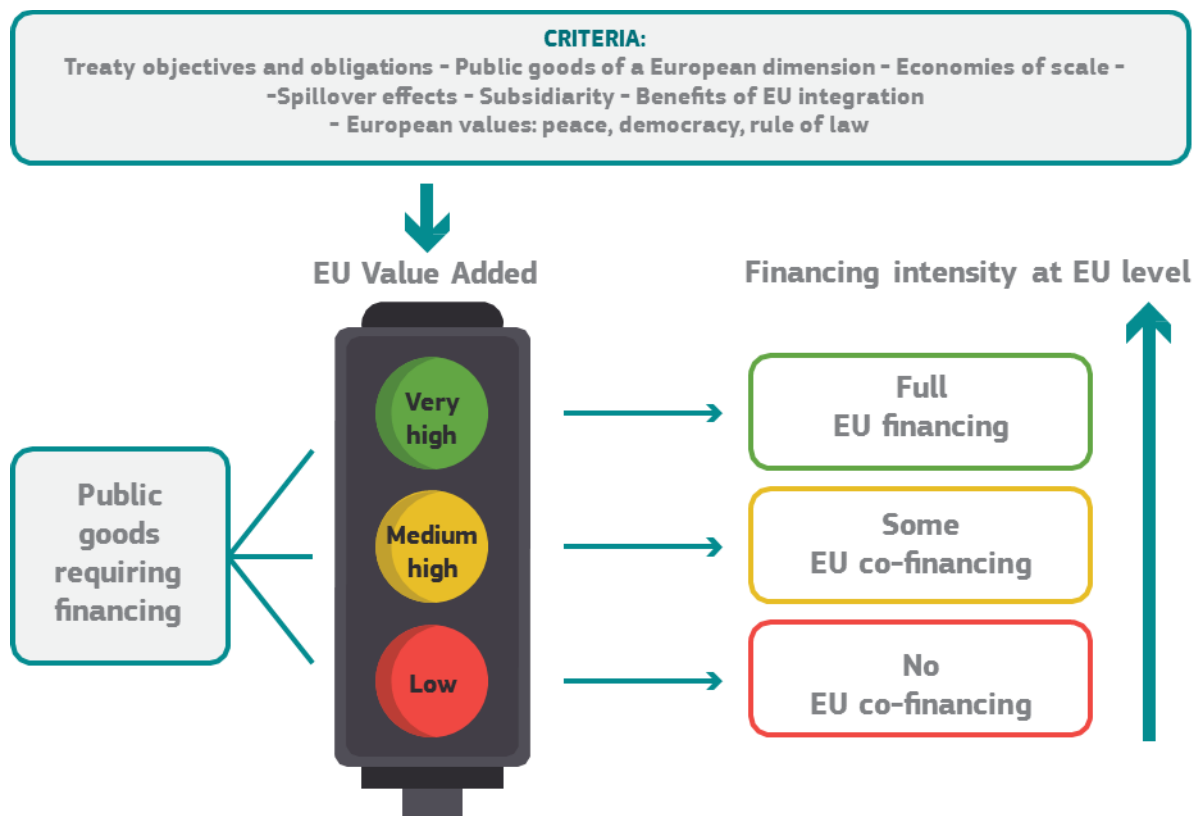 CRITERIA:
Treaty objectives and obligations - Public goods of a European dimension - Economies of scale -
-Spillover effects - Subsidiarity - Benefits of EU integration
- European values: peace, democracy, rule of law
EU Value Added
Financing intensity at EU level
Public
goods
requiring
financing
Very
high
Full
EU financing
Medium
high
Some
EU co-financing
Low
No
EU co-financing